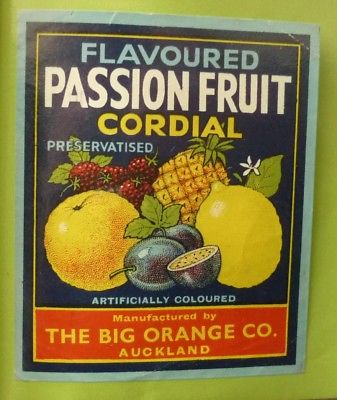 FLAVOURED
PASSION FRUIT
CORDIAL
PRESERVATISED
ARTIFICIALLY COLOURED
Manufactured by
THE BIG ORANGE CO.
AUCKLAND